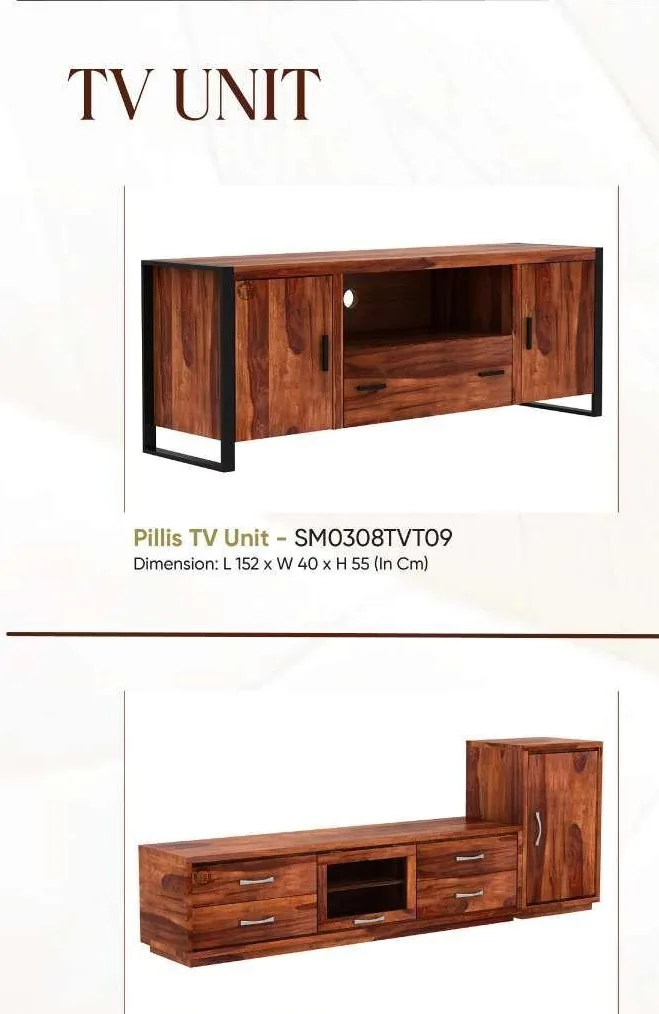 TV UNIT
Pillis TV Unit - SM0308TVT09
Dimension: L 152 x W 40 x H 55 (In Cm)